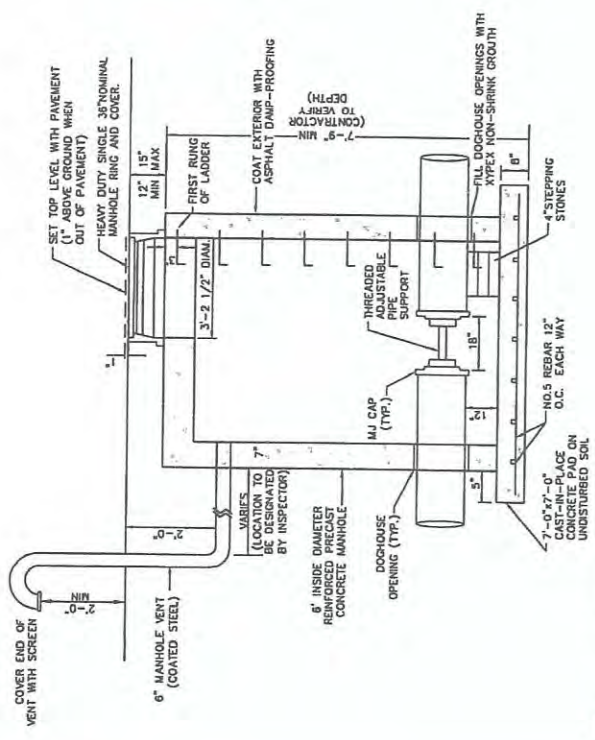 COVER END OF
VENT WITH SCREEN
2'-0"
MIN
6" MANHOLE VENT
(COATED STEEL)
2'-0"
VARIES
(LOCATION TO
BE DESIGNATED
BY INSPECTOR)
SET TOP LEVEL WITH PAVEMENT
(1" ABOVE GROUND WHEN
OUT OF PAVEMENT)
HEAVY DUTY SINGLE 36"NOMINAL
MANHOLE RING AND COVER.
1"
12" 15"
MIN MAX
FIRST RUNG
OF LADDER
COAT EXTERIOR WITH
ASPHALT DAMP-PROOFING
7'-9" MIN
(CONTRACTOR
TO VERIFY
DEPTH)
3'-2 1/2" DIAM.
3"
7"
6' INSIDE DIAMETER
REINFORCED PRECAST
CONCRETE MANHOLE
THREADED
ADJUSTABLE
PIPE
SUPPORT
MJ CAP
(TYP.)
18"
DOGHOUSE
OPENING (TYP.)
FILL DOGHOUSE OPENINGS WITH
XYPEX NON-SHRINK GROUTH
12"
5"
4"STEPPING
STONES
NO.5 REBAR 12"
O.C. EACH WAY
7'-0"x7'-0"
CAST-IN-PLACE
CONCRETE PAD ON
UNDISTURBED SOIL